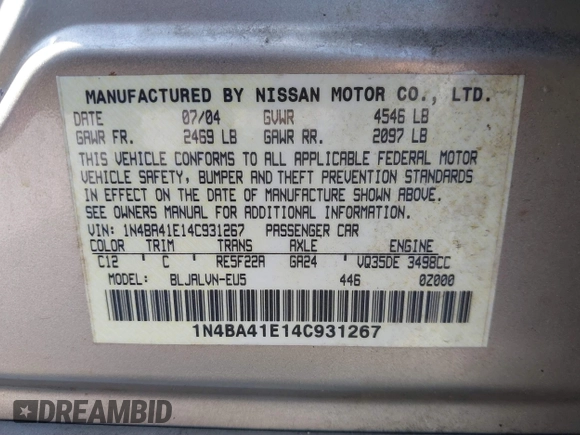 MANUFACTURED BY NISSAN MOTOR CO., LTD.
DATE 07/04 GVWR 4546 LB
GAWR FR. 2469 LB GAWR RR. 2097 LB
THIS VEHICLE CONFORMS TO ALL APPLICABLE FEDERAL MOTOR
VEHICLE SAFETY, BUMPER AND THEFT PREVENTION STANDARDS
IN EFFECT ON THE DATE OF MANUFACTURE SHOWN ABOVE.
SEE OWNERS MANUAL FOR ADDITIONAL INFORMATION
VIN: 1N4BA41E14C931267 PASSENGER CAR
COLOR TRIM TRANS AXLE ENGINE
C12 C RE5F22A GA24 VQ35DE 3498CC
MODEL: BLJALVN-EU5 446 0Z000
1N4BA41E14C931267
DREAMBID